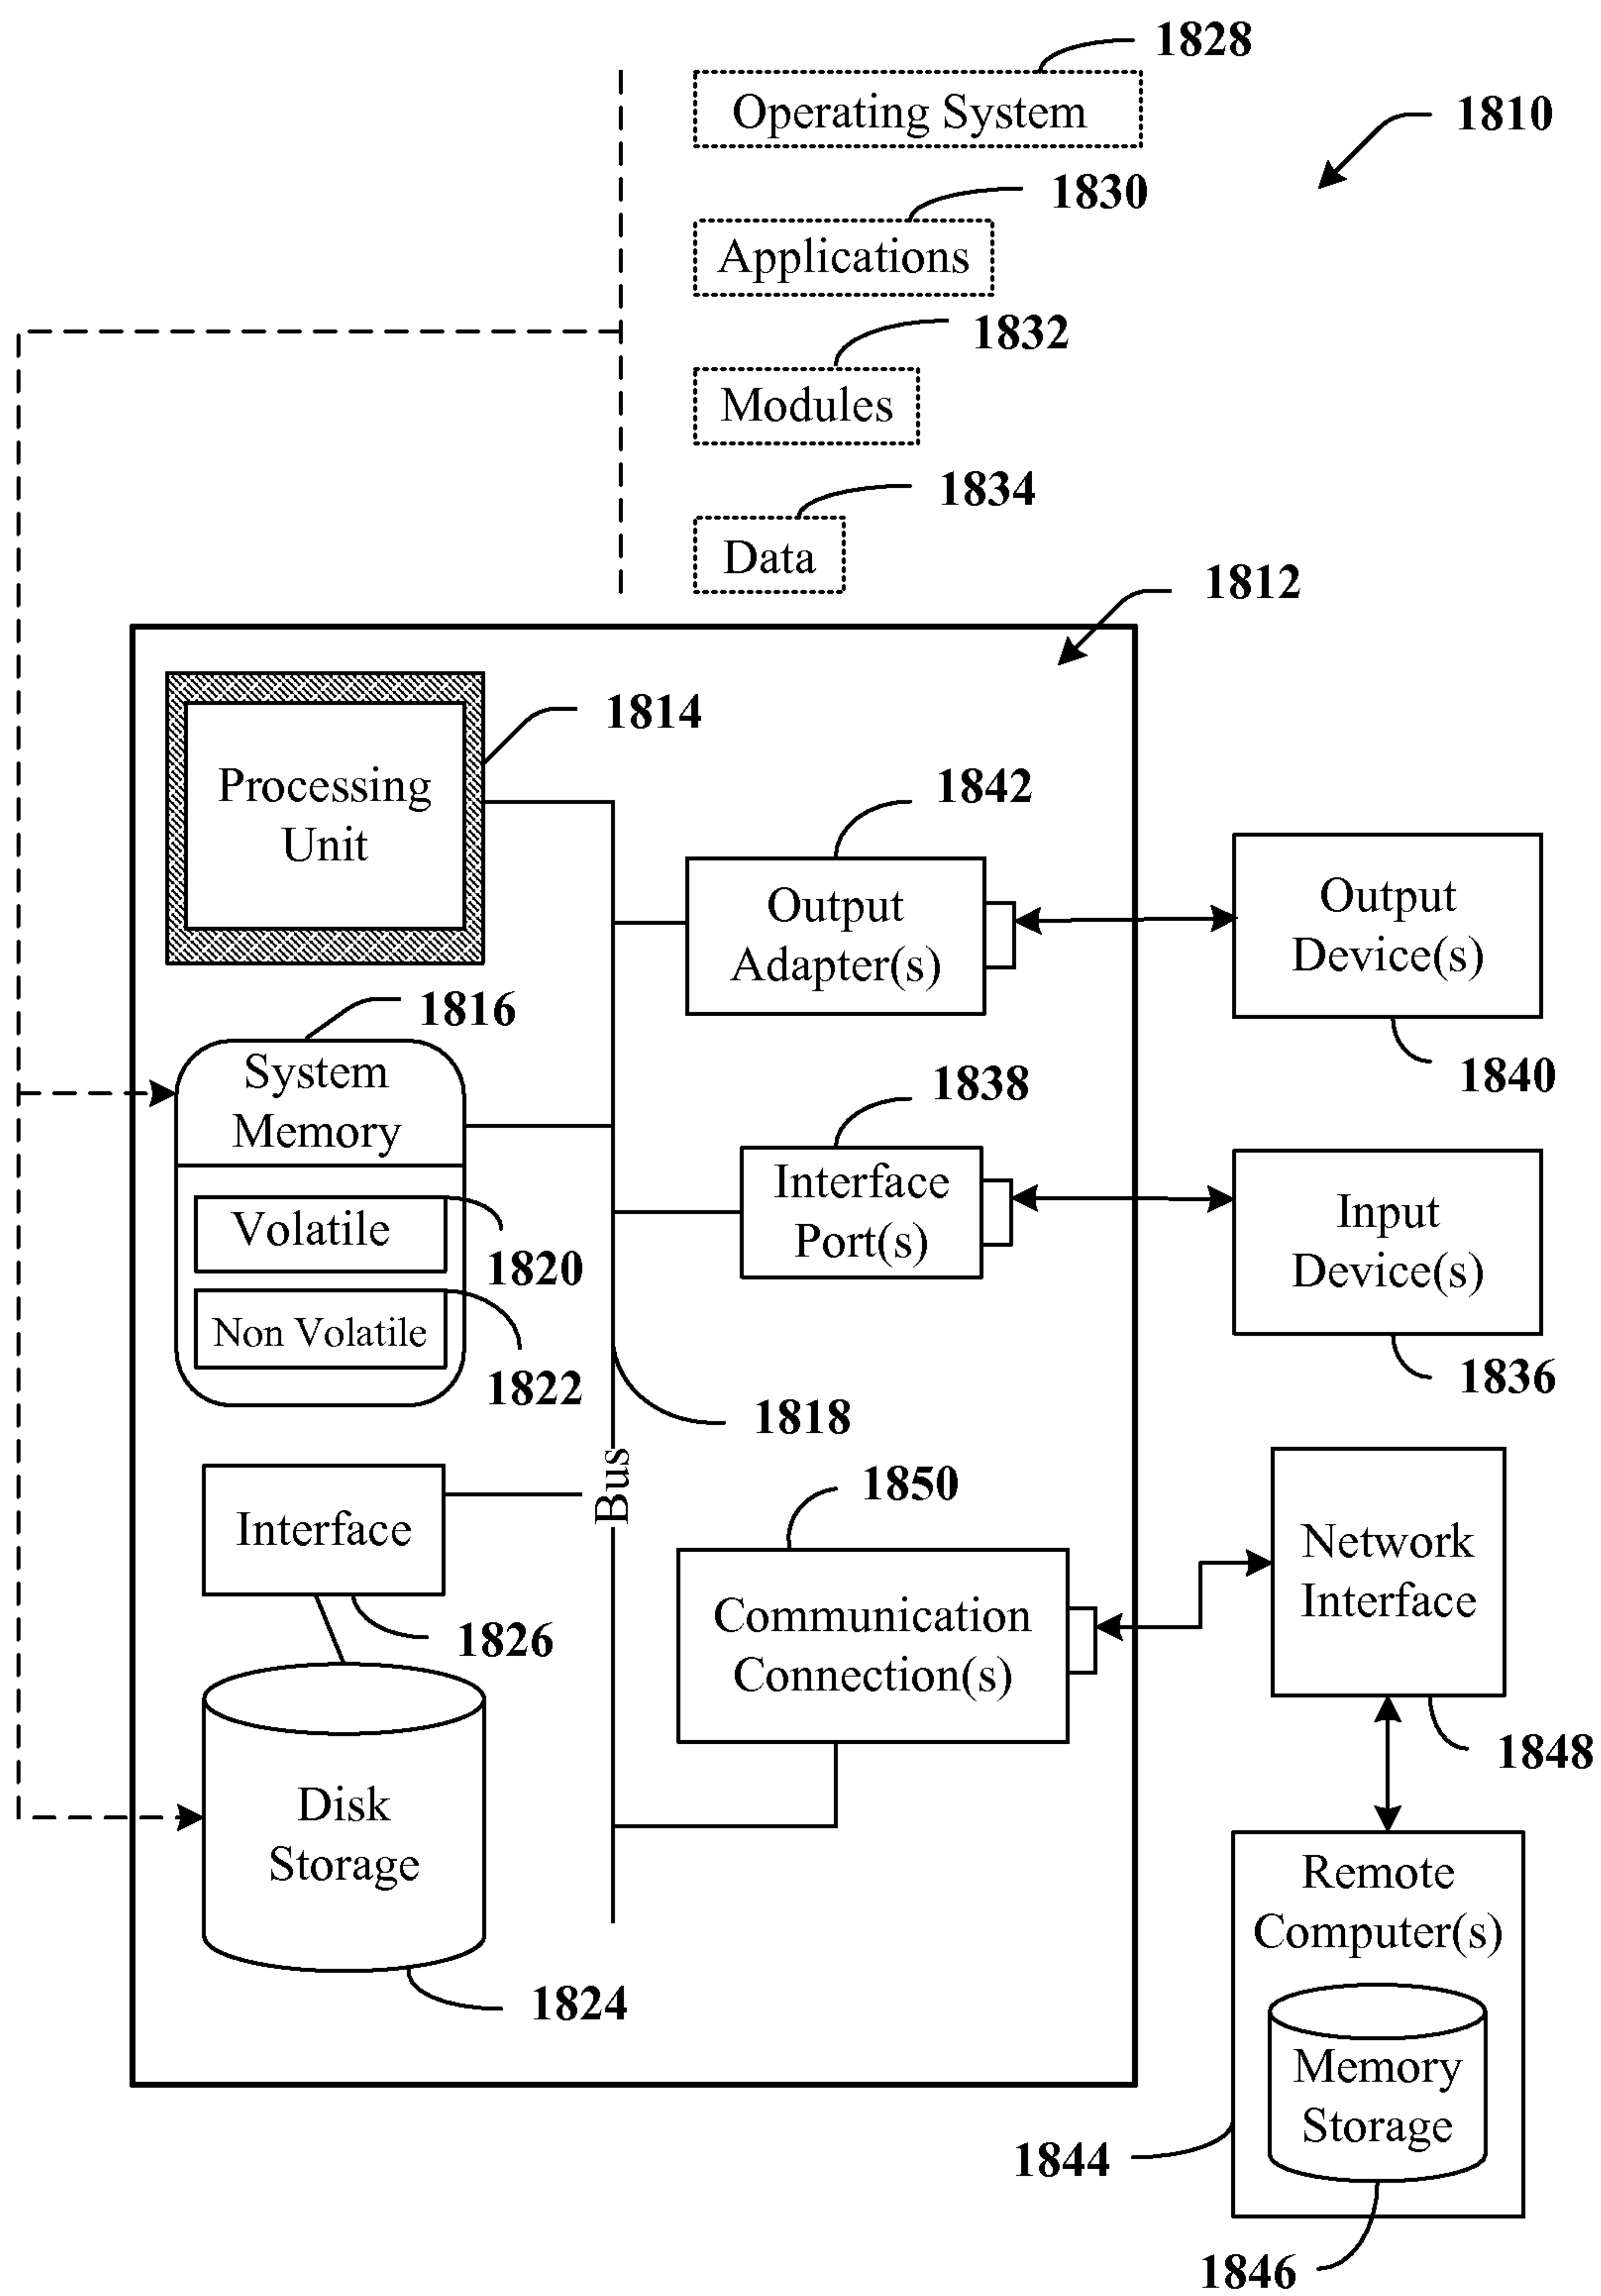 1828
Operating System
1810
1830
Applications
1832
Modules
1834
Data
1812
1814
Processing
Unit
1842
Output
Adapter(s)
Output
Device(s)
1840
1816
System
Memory
1838
Interface
Port(s)
Input
Device(s)
1836
Volatile
1820
Non Volatile
1822
1818
Bus
1850
Interface
1826
Communication
Connection(s)
Network
Interface
1848
Disk
Storage
1824
Remote
Computer(s)
Memory
Storage
1844
1846